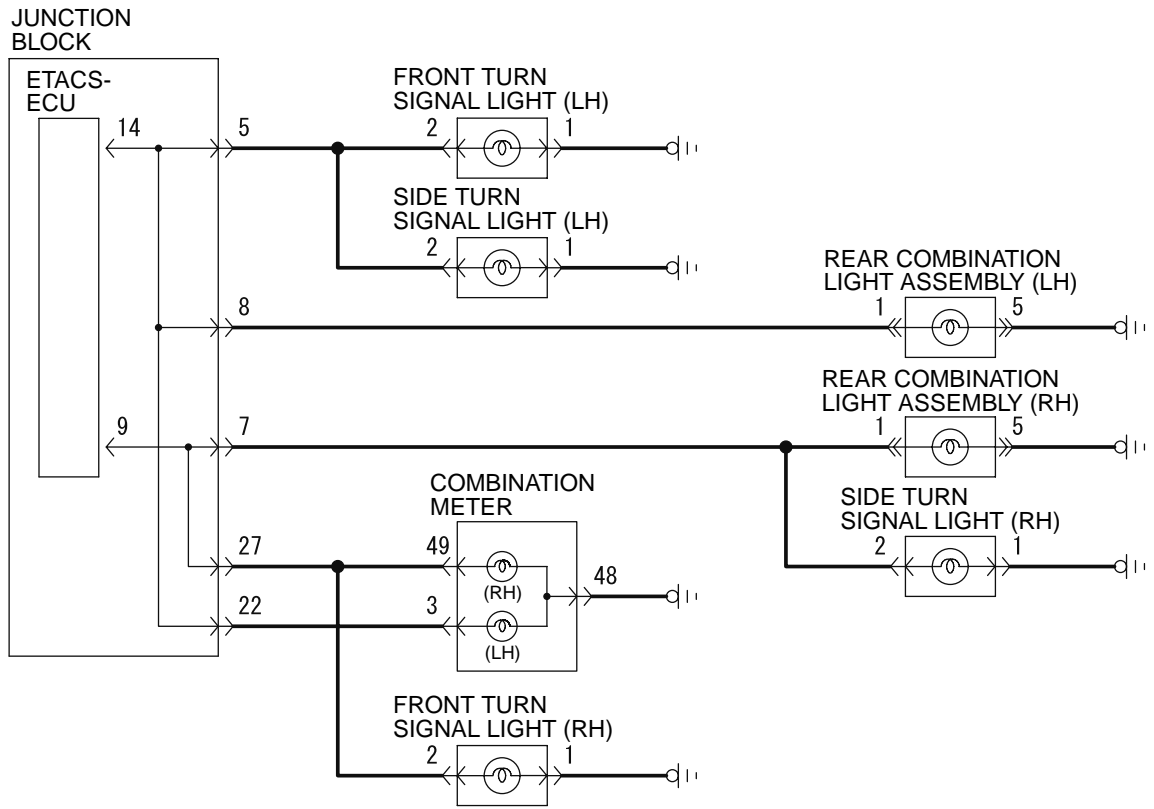 JUNCTION
BLOCK
ETACS-
ECU
14
5
FRONT TURN
SIGNAL LIGHT (LH)
2
1
SIDE TURN
SIGNAL LIGHT (LH)
2
1
REAR COMBINATION
LIGHT ASSEMBLY (LH)
8
1
5
REAR COMBINATION
LIGHT ASSEMBLY (RH)
9
7
1
5
COMBINATION
METER
SIDE TURN
SIGNAL LIGHT (RH)
2
1
27
49
(RH)
48
22
3
(LH)
FRONT TURN
SIGNAL LIGHT (RH)
2
1